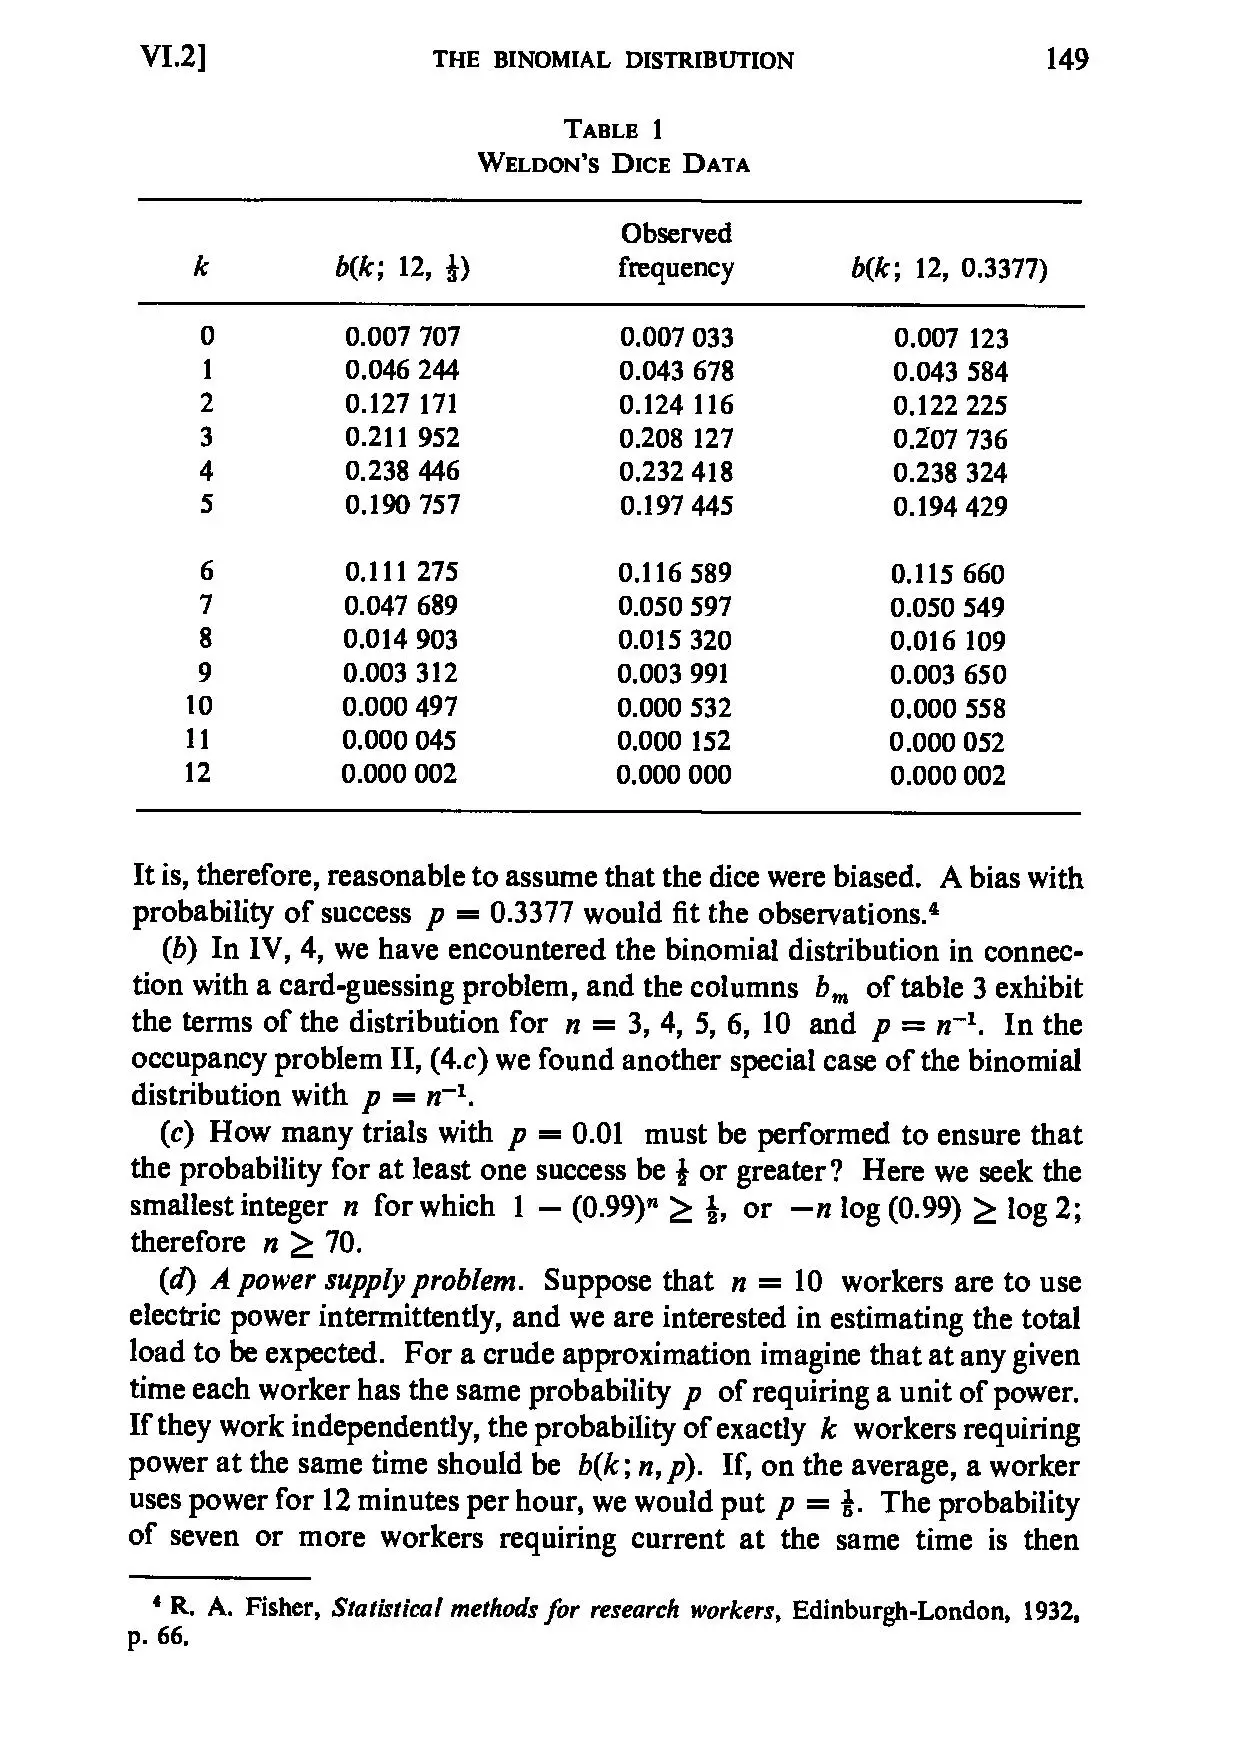 VI.2] THE BINOMIAL DISTRIBUTION 149
TABLE 1
WELDON'S DICE DATA
Observed
k b(k; 12, ⅓) frequency b(k; 12, 0.3377)
0 0.007 707 0.007 033 0.007 123
1 0.046 244 0.043 678 0.043 584
2 0.127 171 0.124 116 0.122 225
3 0.211 952 0.208 127 0.207 736
4 0.238 446 0.232 418 0.238 324
5 0.190 757 0.197 445 0.194 429
6 0.111 275 0.116 589 0.115 660
7 0.047 689 0.050 597 0.050 549
8 0.014 903 0.015 320 0.016 109
9 0.003 312 0.003 991 0.003 650
10 0.000 497 0.000 532 0.000 558
11 0.000 045 0.000 152 0.000 052
12 0.000 002 0.000 000 0.000 002
It is, therefore, reasonable to assume that the dice were biased. A bias with
probability of success p = 0.3377 would fit the observations.⁴
(b) In IV, 4, we have encountered the binomial distribution in connec-
tion with a card-guessing problem, and the columns bₘ of table 3 exhibit
the terms of the distribution for n = 3, 4, 5, 6, 10 and p = n⁻¹. In the
occupancy problem II, (4.c) we found another special case of the binomial
distribution with p = n⁻¹.
(c) How many trials with p = 0.01 must be performed to ensure that
the probability for at least one success be ½ or greater? Here we seek the
smallest integer n for which 1 − (0.99)ⁿ ≥ ½, or −n log (0.99) ≥ log 2;
therefore n ≥ 70.
(d) A power supply problem. Suppose that n = 10 workers are to use
electric power intermittently, and we are interested in estimating the total
load to be expected. For a crude approximation imagine that at any given
time each worker has the same probability p of requiring a unit of power.
If they work independently, the probability of exactly k workers requiring
power at the same time should be b(k; n, p). If, on the average, a worker
uses power for 12 minutes per hour, we would put p = ⅕. The probability
of seven or more workers requiring current at the same time is then
⁴ R. A. Fisher, Statistical methods for research workers, Edinburgh-London, 1932,
p. 66.